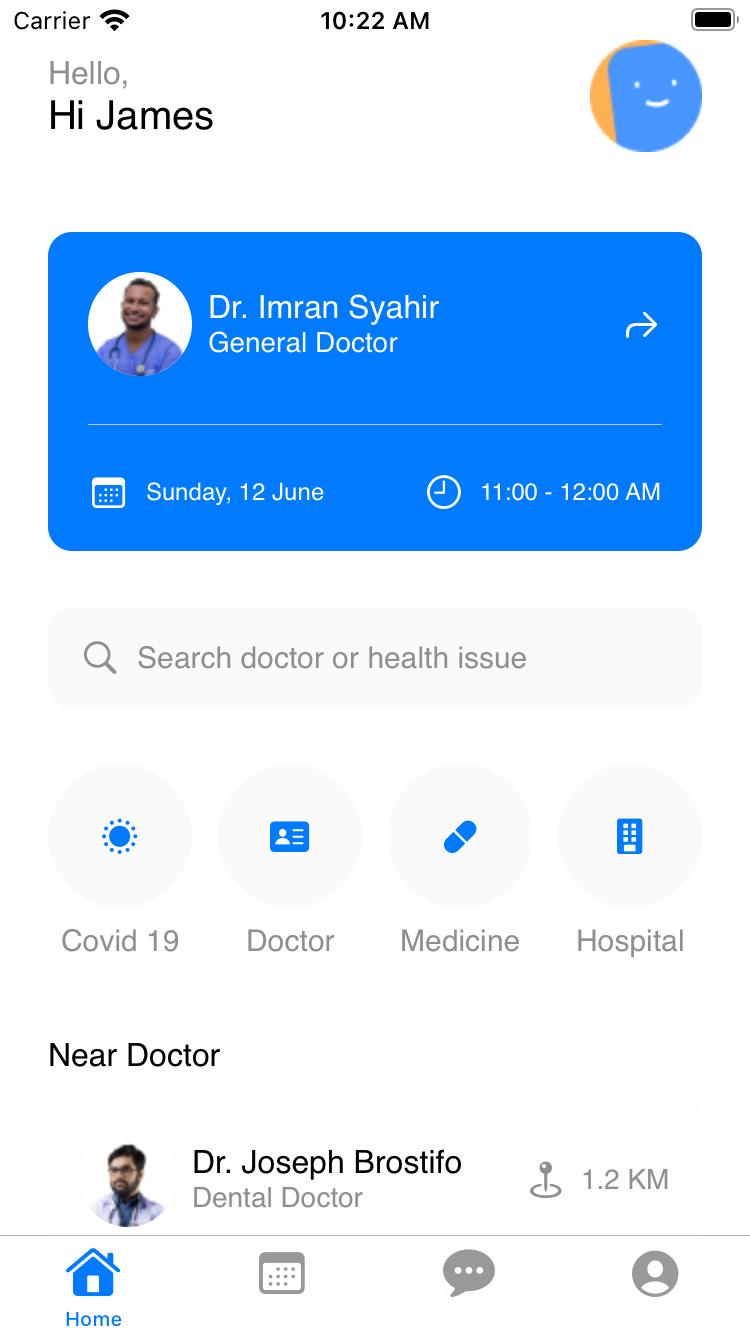 Carrier 10:22 AM
Hello,
Hi James
Dr. Imran Syahir
General Doctor
Sunday, 12 June 11:00 - 12:00 AM
Search doctor or health issue
Covid 19 Doctor Medicine Hospital
Near Doctor
Dr. Joseph Brostifo
Dental Doctor
1.2 KM
Home